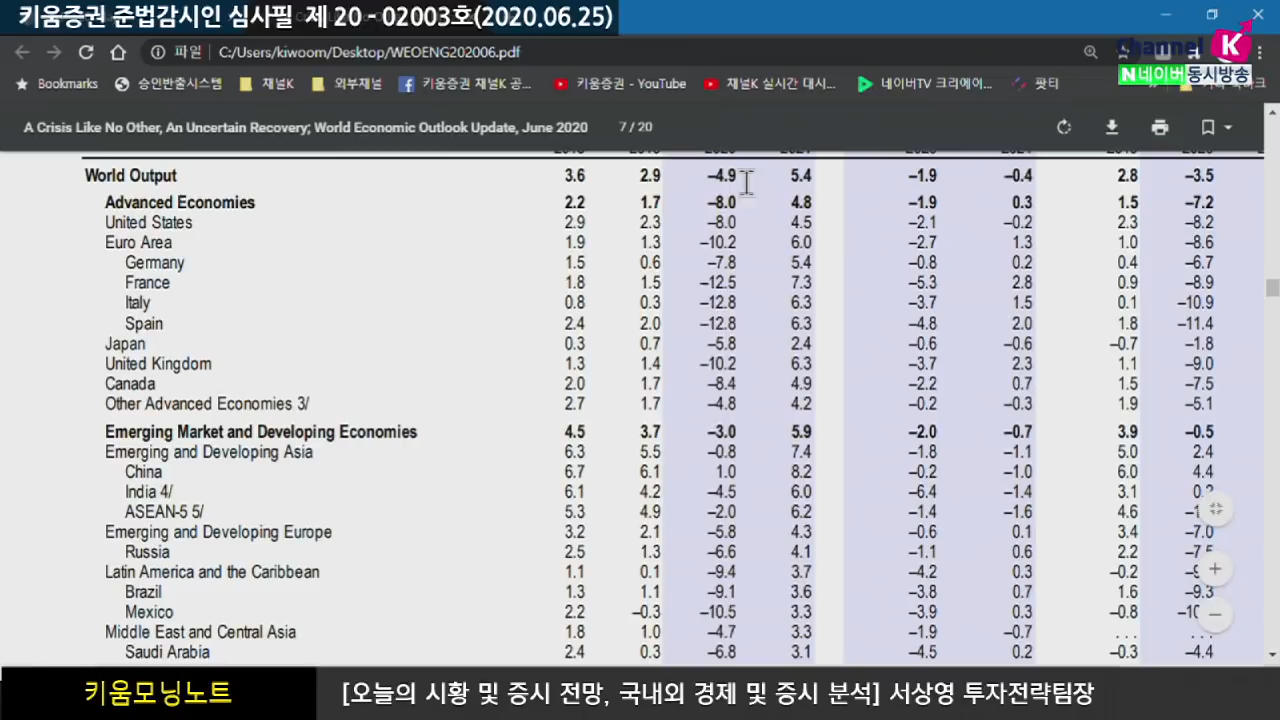 키움증권 준법감시인 심사필 제 20 - 02003호(2020.06.25)
파일 C:/Users/kiwoom/Desktop/WEOENG202006.pdf
Channel K
Bookmarks 승인반출시스템 재널K 외부재널 키움증권 재널K 공... 키움증권 - YouTube 재널K 실시간 대시... 네이버TV 크리에이... 팟티
N네이버 동시방송
A Crisis Like No Other, An Uncertain Recovery; World Economic Outlook Update, June 2020 7 / 20
World Output 3.6 2.9 –4.9 5.4 –1.9 –0.4 2.8 –3.5
Advanced Economies 2.2 1.7 –8.0 4.8 –1.9 0.3 1.5 –7.2
United States 2.9 2.3 –8.0 4.5 –2.1 –0.2 2.3 –8.2
Euro Area 1.9 1.3 –10.2 6.0 –2.7 1.3 1.0 –8.6
Germany 1.5 0.6 –7.8 5.4 –0.8 0.2 0.4 –6.7
France 1.8 1.5 –12.5 7.3 –5.3 2.8 0.9 –8.9
Italy 0.8 0.3 –12.8 6.3 –3.7 1.5 0.1 –10.9
Spain 2.4 2.0 –12.8 6.3 –4.8 2.0 1.8 –11.4
Japan 0.3 0.7 –5.8 2.4 –0.6 –0.6 –0.7 –1.8
United Kingdom 1.3 1.4 –10.2 6.3 –3.7 2.3 1.1 –9.0
Canada 2.0 1.7 –8.4 4.9 –2.2 0.7 1.5 –7.5
Other Advanced Economies 3/ 2.7 1.7 –4.8 4.2 –0.2 –0.3 1.9 –5.1
Emerging Market and Developing Economies 4.5 3.7 –3.0 5.9 –2.0 –0.7 3.9 –0.5
Emerging and Developing Asia 6.3 5.5 –0.8 7.4 –1.8 –1.1 5.0 2.4
China 6.7 6.1 1.0 8.2 –0.2 –1.0 6.0 4.4
India 4/ 6.1 4.2 –4.5 6.0 –6.4 –1.4 3.1
ASEAN-5 5/ 5.3 4.9 –2.0 6.2 –1.4 –1.6 4.6
Emerging and Developing Europe 3.2 2.1 –5.8 4.3 –0.6 0.1 3.4 –7.0
Russia 2.5 1.3 –6.6 4.1 –1.1 0.6 2.2
Latin America and the Caribbean 1.1 0.1 –9.4 3.7 –4.2 0.3 –0.2
Brazil 1.3 1.1 –9.1 3.6 –3.8 0.7 1.6 –9.3
Mexico 2.2 –0.3 –10.5 3.3 –3.9 0.3 –0.8
Middle East and Central Asia 1.8 1.0 –4.7 3.3 –1.9 –0.7 . . . . . .
Saudi Arabia 2.4 0.3 –6.8 3.1 –4.5 0.2 –0.3 –4.4
키움모닝노트 [오늘의 시황 및 증시 전망, 국내외 경제 및 증시 분석] 서상영 투자전략팀장